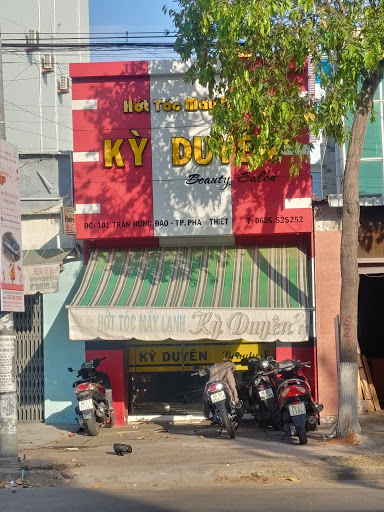 Hớt Tóc Máy
KỲ DUYÊN
Beauty Salon
ĐC: 101 TRẦN HƯNG ĐẠO - TP. PHAN THIẾT
T: 0626.525252
HỚT TÓC MÁY LẠNH Kỳ Duyên
KỲ DUYÊN Beauty